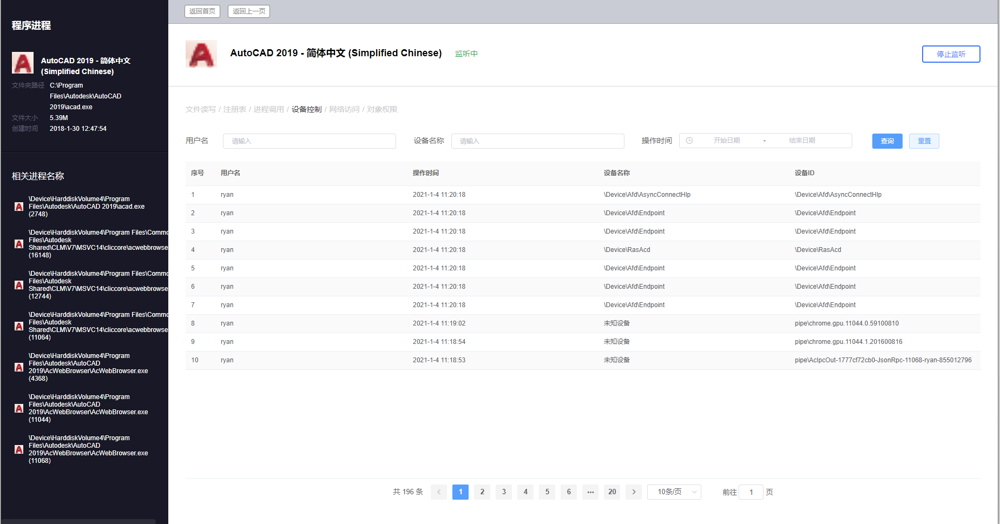 程序进程
AutoCAD 2019 - 简体中文
(Simplified Chinese)
文件夹路径 C:\Program
Files\Autodesk\AutoCAD
2019\acad.exe
文件大小 5.39M
创建时间 2018-1-30 12:47:54
相关进程名称
\Device\HarddiskVolume4\Program
Files\Autodesk\AutoCAD 2019\acad.exe
(2748)
\Device\HarddiskVolume4\Program Files\Commo
Files\Autodesk
Shared\CLM\V7\MSVC14\cliccore\acwebbrowse
(16148)
\Device\HarddiskVolume4\Program Files\Commo
Files\Autodesk
Shared\CLM\V7\MSVC14\cliccore\acwebbrowse
(12744)
\Device\HarddiskVolume4\Program Files\Commo
Files\Autodesk
Shared\CLM\V7\MSVC14\cliccore\acwebbrowse
(11064)
\Device\HarddiskVolume4\Program
Files\Autodesk\AutoCAD
2019\AcWebBrowser\AcWebBrowser.exe
(4368)
\Device\HarddiskVolume4\Program
Files\Autodesk\AutoCAD
2019\AcWebBrowser\AcWebBrowser.exe
(11044)
\Device\HarddiskVolume4\Program
Files\Autodesk\AutoCAD
2019\AcWebBrowser\AcWebBrowser.exe
(11068)
返回首页 返回上一页
AutoCAD 2019 - 简体中文 (Simplified Chinese) 监听中 停止监听
文件读写 / 注册表 / 进程调用 / 设备控制 / 网络访问 / 对象权限
用户名 请输入 设备名称 请输入 操作时间 开始日期 - 结束日期 查询 重置
序号 用户名 操作时间 设备名称 设备ID
1 ryan 2021-1-4 11:20:18 \Device\Afd\AsyncConnectHlp \Device\Afd\AsyncConnectHlp
2 ryan 2021-1-4 11:20:18 \Device\Afd\Endpoint \Device\Afd\Endpoint
3 ryan 2021-1-4 11:20:18 \Device\Afd\Endpoint \Device\Afd\Endpoint
4 ryan 2021-1-4 11:20:18 \Device\RasAcd \Device\RasAcd
5 ryan 2021-1-4 11:20:18 \Device\Afd\Endpoint \Device\Afd\Endpoint
6 ryan 2021-1-4 11:20:18 \Device\Afd\Endpoint \Device\Afd\Endpoint
7 ryan 2021-1-4 11:20:18 \Device\Afd\Endpoint \Device\Afd\Endpoint
8 ryan 2021-1-4 11:19:02 未知设备 pipe\chrome.gpu.11044.0.59100810
9 ryan 2021-1-4 11:18:54 未知设备 pipe\chrome.gpu.11044.1.201600816
10 ryan 2021-1-4 11:18:53 未知设备 pipe\AcIpcOut-1777cf72cb0-JsonRpc-11068-ryan-855012796
共 196 条 < 1 2 3 4 5 6 ••• 20 > 10条/页 前往 1 页